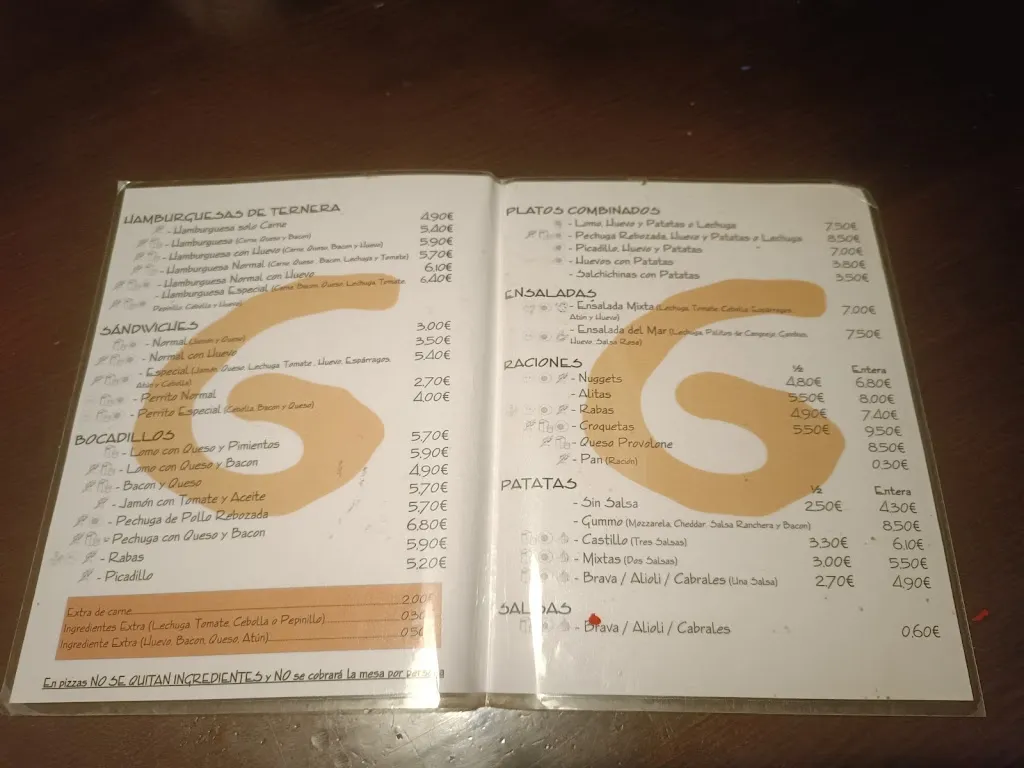 HAMBURGUESAS DE TERNERA
- Hamburguesa solo Carne 4,90€
- Hamburguesa (Carne, Queso y Bacon) 5,40€
- Hamburguesa con Huevo (Carne, Queso, Bacon y Huevo) 5,90€
- Hamburguesa Normal (Carne, Queso, Bacon, Lechuga y Tomate) 5,70€
- Hamburguesa Normal con Huevo 6,10€
- Hamburguesa Especial (Carne, Bacon, Queso, Lechuga, Tomate, 6,40€
Pepinillo, Cebolla y Huevo)
SÁNDWICHES
- Normal (Jamón y Queso) 3,00€
- Normal con Huevo 3,50€
- Especial (Jamón, Queso, Lechuga, Tomate, Huevo, Espárragos, 5,40€
Atún y Cebolla)
- Perrito Normal 2,70€
- Perrito Especial (Cebolla, Bacon y Queso) 4,00€
BOCADILLOS
- Lomo con Queso y Pimientos 5,70€
- Lomo con Queso y Bacon 5,90€
- Bacon y Queso 4,90€
- Jamón con Tomate y Aceite 5,70€
- Pechuga de Pollo Rebozada 5,70€
- Pechuga con Queso y Bacon 6,80€
- Rabas 5,90€
- Picadillo 5,20€
Extra de carne 2,00€
Ingredientes Extra (Lechuga, Tomate, Cebolla o Pepinillo) 0,30€
Ingrediente Extra (Huevo, Bacon, Queso, Atún) 0,50
En pizzas NO SE QUITAN INGREDIENTES y NO se cobrará la mesa por persona
PLATOS COMBINADOS
- Lomo, Huevo y Patatas o Lechuga 7,50€
- Pechuga Rebozada, Huevo y Patatas o Lechuga 8,50€
- Picadillo, Huevo y Patatas 7,00€
- Huevos con Patatas 3,80€
- Salchichinas con Patatas 3,50€
ENSALADAS
- Ensalada Mixta (Lechuga, Tomate, Cebolla, Espárragos, 7,00€
Atún y Huevo)
- Ensalada del Mar (Lechuga, Palitos de Cangrejo, Gambas, 7,50€
Huevo, Salsa Rosa)
RACIONES ½ Entera
- Nuggets 4,80€ 6,80€
- Alitas 5,50€ 8,00€
- Rabas 4,90€ 7,40€
- Croquetas 5,50€ 9,50€
- Queso Provolone 8,50€
- Pan (Ración) 0,30€
PATATAS ½ Entera
- Sin Salsa 2,50€ 4,30€
- Gummo (Mozzarela, Cheddar, Salsa Ranchera y Bacon) 8,50€
- Castillo (Tres Salsas) 3,30€ 6,10€
- Mixtas (Dos Salsas) 3,00€ 5,50€
- Brava / Alioli / Cabrales (Una Salsa) 2,70€ 4,90€
SALSAS
- Brava / Alioli / Cabrales 0,60€